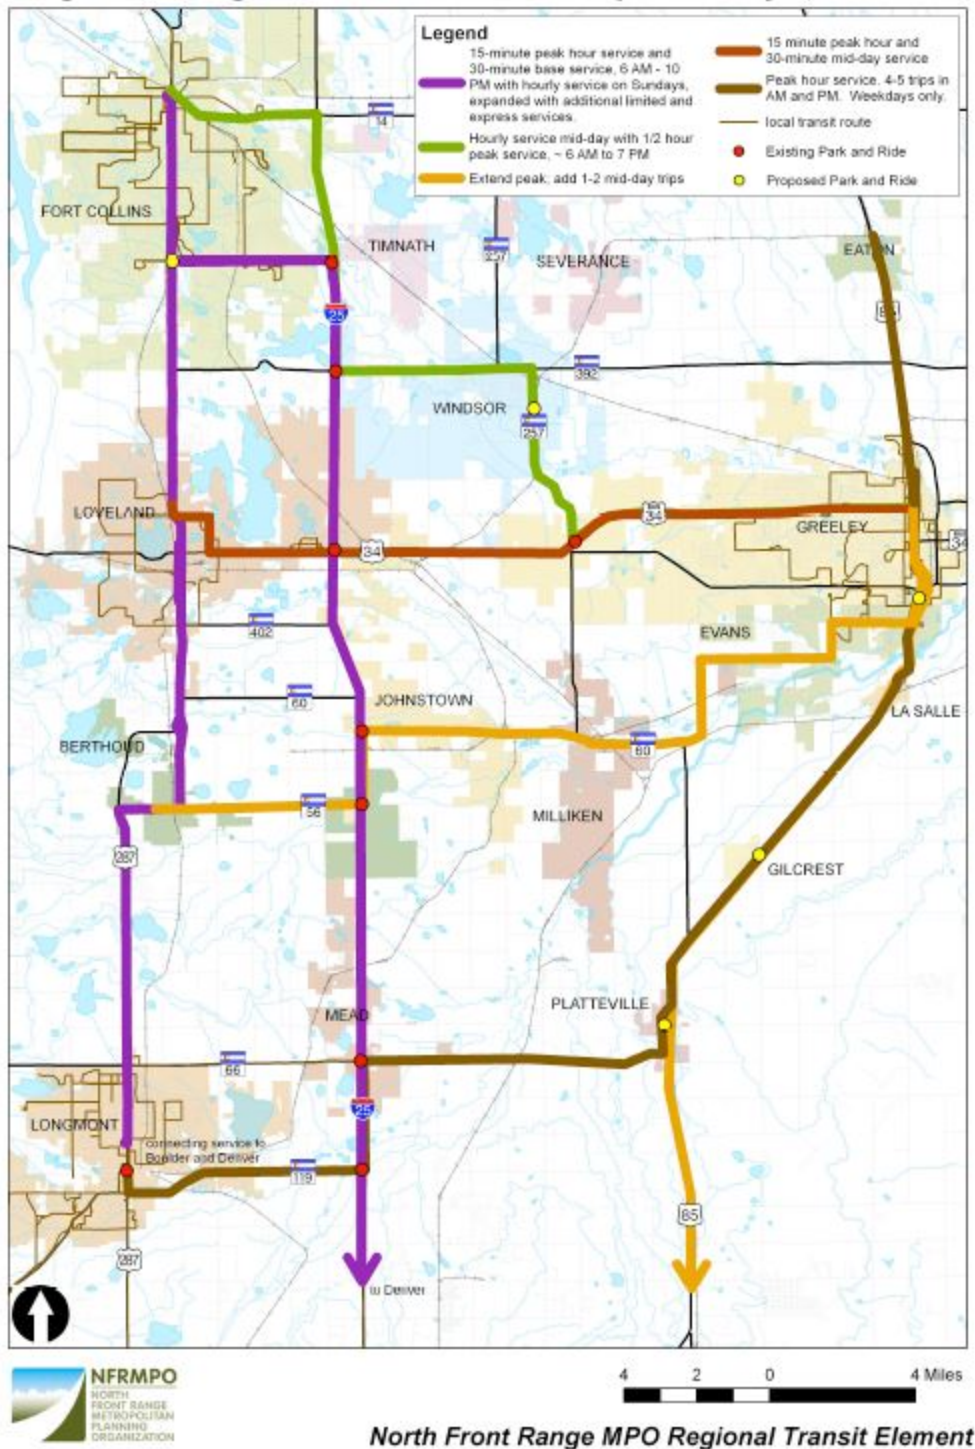 Legend
15-minute peak hour service and
30-minute base service, 6 AM - 10
PM with hourly service on Sundays,
expanded with additional limited and
express services.
Hourly service mid-day with 1/2 hour
peak service, ~ 6 AM to 7 PM
Extend peak; add 1-2 mid-day trips
15 minute peak hour and
30-minute mid-day service
Peak hour service. 4-5 trips in
AM and PM. Weekdays only.
local transit route
Existing Park and Ride
Proposed Park and Ride
14
FORT COLLINS
TIMNATH
257
SEVERANCE
EATON
25
85
392
WINDSOR
257
LOVELAND
34
GREELEY
34
34
402
EVANS
60
JOHNSTOWN
LA SALLE
BERTHOUD
60
56
MILLIKEN
287
GILCREST
PLATTEVILLE
MEAD
66
25
LONGMONT
connecting service to
Boulder and Denver
119
85
287
to Denver
NFRMPO
NORTH
FRONT RANGE
METROPOLITAN
PLANNING
ORGANIZATION
4 2 0 4 Miles
North Front Range MPO Regional Transit Element